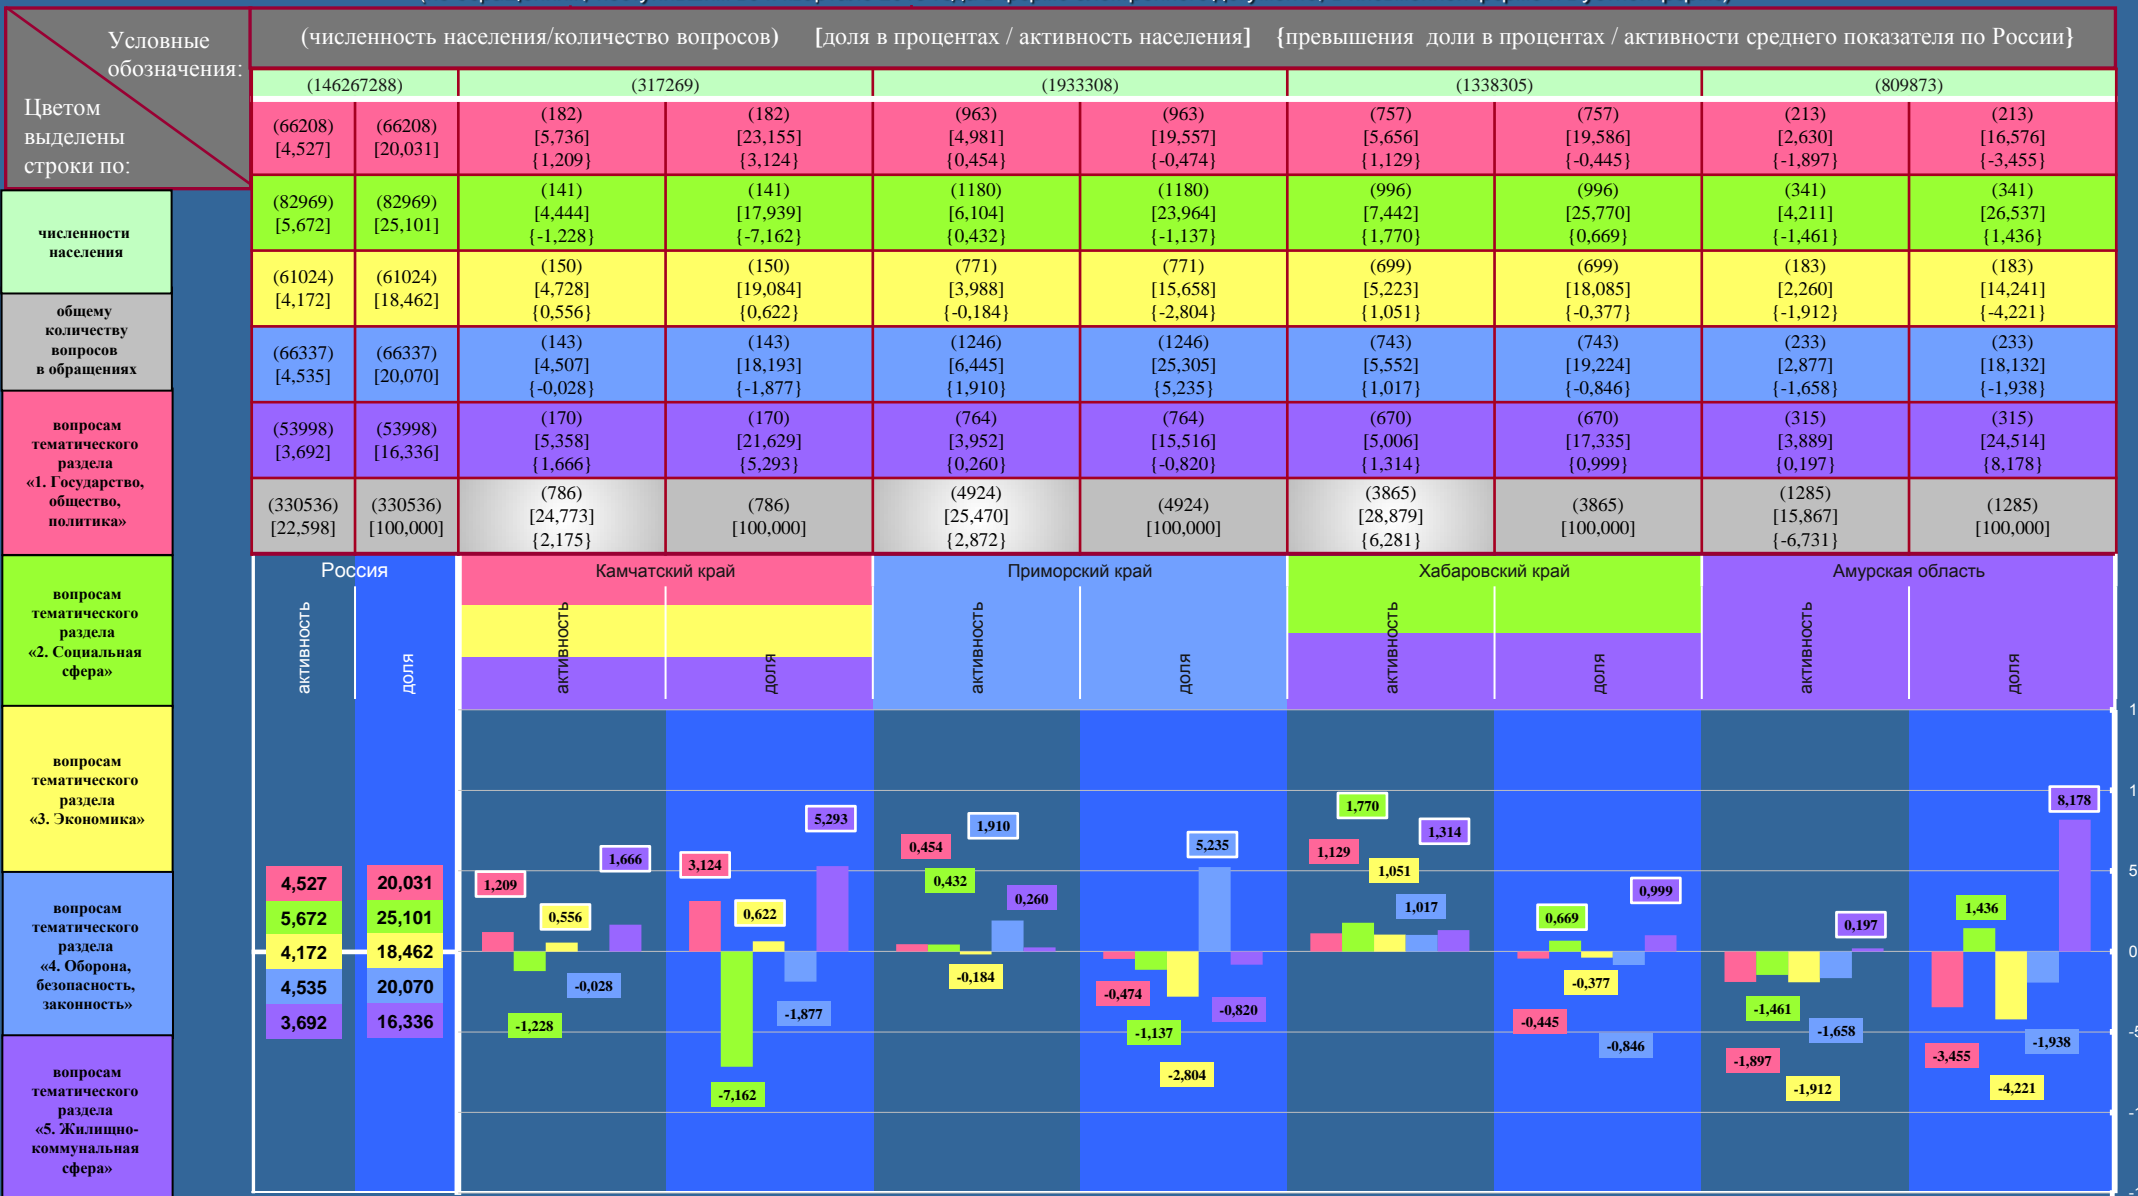 Условные
обозначения:
Цветом
выделены
строки по:
(численность населения/количество вопросов) [доля в процентах / активность населения] {превышения доли в процентах / активности среднего показателя по России}
(146267288) (317269) (1933308) (1338305) (809873)
(66208) (66208) (182) (182) (963) (963) (757) (757) (213) (213)
[4,527] [20,031] [5,736] [23,155] [4,981] [19,557] [5,656] [19,586] [2,630] [16,576]
{1,209} {3,124} {0,454} {-0,474} {1,129} {-0,445} {-1,897} {-3,455}
(82969) (82969) (141) (141) (1180) (1180) (996) (996) (341) (341)
[5,672] [25,101] [4,444] [17,939] [6,104] [23,964] [7,442] [25,770] [4,211] [26,537]
{-1,228} {-7,162} {0,432} {-1,137} {1,770} {0,669} {-1,461} {1,436}
(61024) (61024) (150) (150) (771) (771) (699) (699) (183) (183)
[4,172] [18,462] [4,728] [19,084] [3,988] [15,658] [5,223] [18,085] [2,260] [14,241]
{0,556} {0,622} {-0,184} {-2,804} {1,051} {-0,377} {-1,912} {-4,221}
(66337) (66337) (143) (143) (1246) (1246) (743) (743) (233) (233)
[4,535] [20,070] [4,507] [18,193] [6,445] [25,305] [5,552] [19,224] [2,877] [18,132]
{-0,028} {-1,877} {1,910} {5,235} {1,017} {-0,846} {-1,658} {-1,938}
(53998) (53998) (170) (170) (764) (764) (670) (670) (315) (315)
[3,692] [16,336] [5,358] [21,629] [3,952] [15,516] [5,006] [17,335] [3,889] [24,514]
{1,666} {5,293} {0,260} {-0,820} {1,314} {0,999} {0,197} {8,178}
(330536) (330536) (786) (786) (4924) (4924) (3865) (3865) (1285) (1285)
[22,598] [100,000] [24,773] [100,000] [25,470] [100,000] [28,879] [100,000] [15,867] [100,000]
{2,175} {2,872} {6,281} {-6,731}
численности
населения
общему
количеству
вопросов
в обращениях
вопросам
тематического
раздела
«1. Государство,
общество,
политика»
вопросам
тематического
раздела
«2. Социальная
сфера»
вопросам
тематического
раздела
«3. Экономика»
вопросам
тематического
раздела
«4. Оборона,
безопасность,
законность»
вопросам
тематического
раздела
«5. Жилищно-
коммунальная
сфера»
Россия Камчатский край Приморский край Хабаровский край Амурская область
активность доля активность доля активность доля активность доля активность доля
4,527 20,031
5,672 25,101
4,172 18,462
4,535 20,070
3,692 16,336
1,209 -1,228 0,556 -0,028 1,666
3,124 -7,162 0,622 -1,877 5,293
0,454 0,432 -0,184 1,910 0,260
-0,474 -1,137 -2,804 5,235 -0,820
1,129 1,770 1,051 1,017 1,314
-0,445 0,669 -0,377 -0,846 0,999
-1,897 -1,461 -1,912 -1,658 0,197
-3,455 1,436 -4,221 -1,938 8,178
5
0